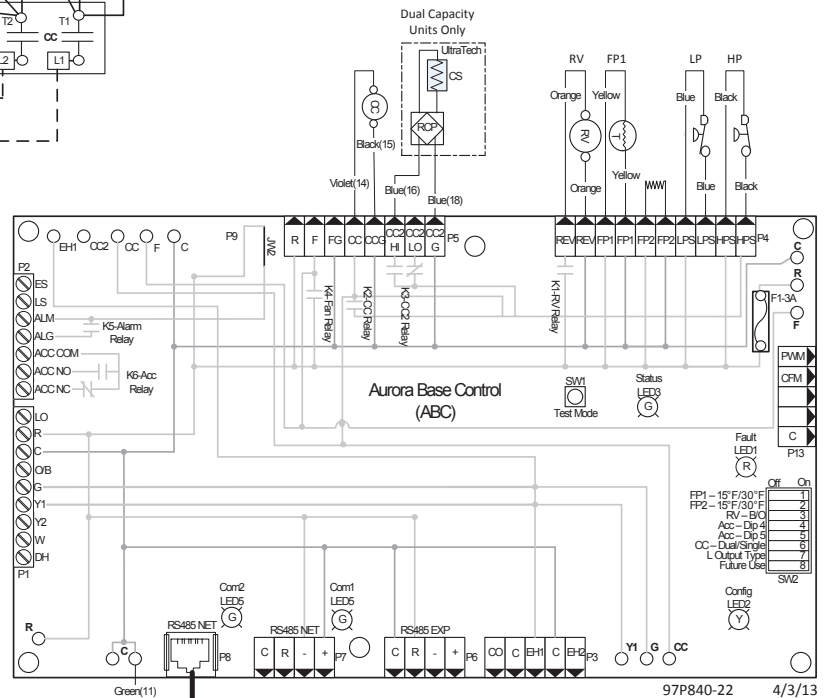 Dual Capacity
Units Only
T2
T1
CC
L2
L1
UltraTech
CS
RCP
CC
Black(15)
Violet(14)
Blue(16)
Blue(18)
RV
FP1
LP
HP
Orange
Yellow
Blue
Black
RV
T
Orange
Yellow
Blue
Black
EH1
CC2
CC
F
C
P9
JW2
R
F
FG
CC
CCG
CC2
HI
CC2
LO
CC2
G
P5
REV
REV
FP1
FP1
FP2
FP2
LPS
LPS
HPS
HPS
P4
C
R
F1-3A
F
P2
ES
LS
ALM
ALG
ACC COM
ACC NO
ACC NC
K5-Alarm
Relay
K6-Acc
Relay
K4-Fan Relay
K2-CC Relay
K3-CC2 Relay
K1-RV Relay
Aurora Base Control
(ABC)
SW1
Test Mode
Status
LED3
G
PWM
CFM
C
P13
Fault
LED1
R
LO
R
C
O/B
G
Y1
Y2
W
DH
P1
Off
On
FP1 – 15°F/30°F
1
FP2 – 15°F/30°F
2
RV – B/O
3
Acc – Dip 4
4
Acc – Dip 5
5
CC – Dual/Single
6
L Output Type
7
Future Use
8
SW2
Config
LED2
Y
R
C
Green(11)
RS485 NET
P8
Com2
LED5
G
Com1
LED5
G
RS485 NET
C
R
-
+
P7
RS485 EXP
C
R
-
+
P6
CO
C
EH1
C
EH2
P3
Y1
G
CC
97P840-22
4/3/13